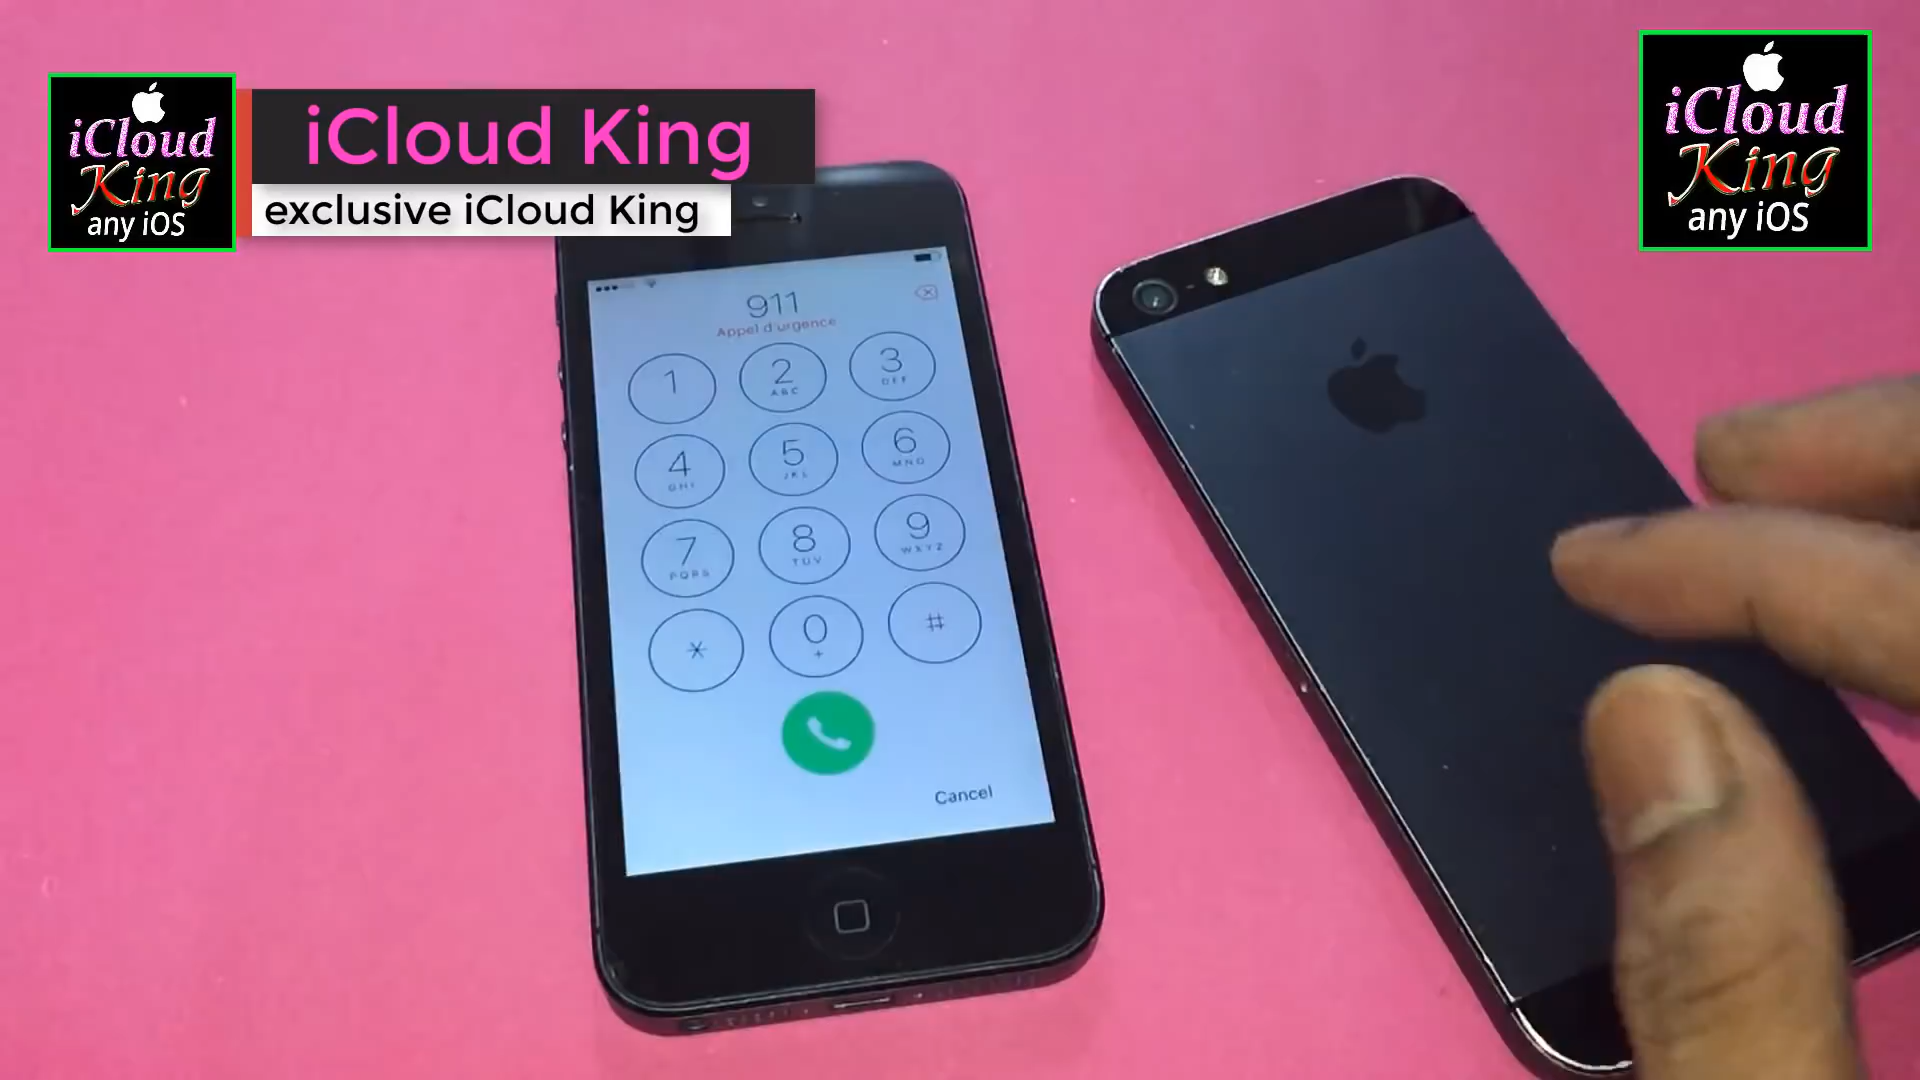 iCloud
King
any iOS
iCloud King
exclusive iCloud King
iCloud
King
any iOS
911
Appel d'urgence
1
2
ABC
3
DEF
4
GHI
5
JKL
6
MNO
7
PQRS
8
TUV
9
WXYZ
*
0
+
#
Cancel